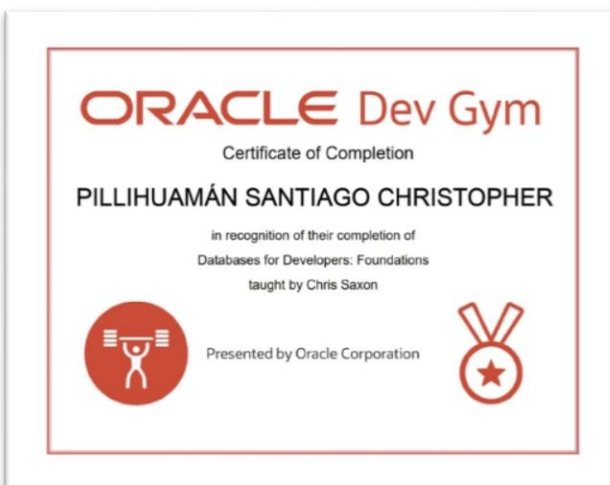 ORACLE Dev Gym
Certificate of Completion
PILLIHUAMÁN SANTIAGO CHRISTOPHER
in recognition of their completion of
Databases for Developers: Foundations
taught by Chris Saxon
Presented by Oracle Corporation